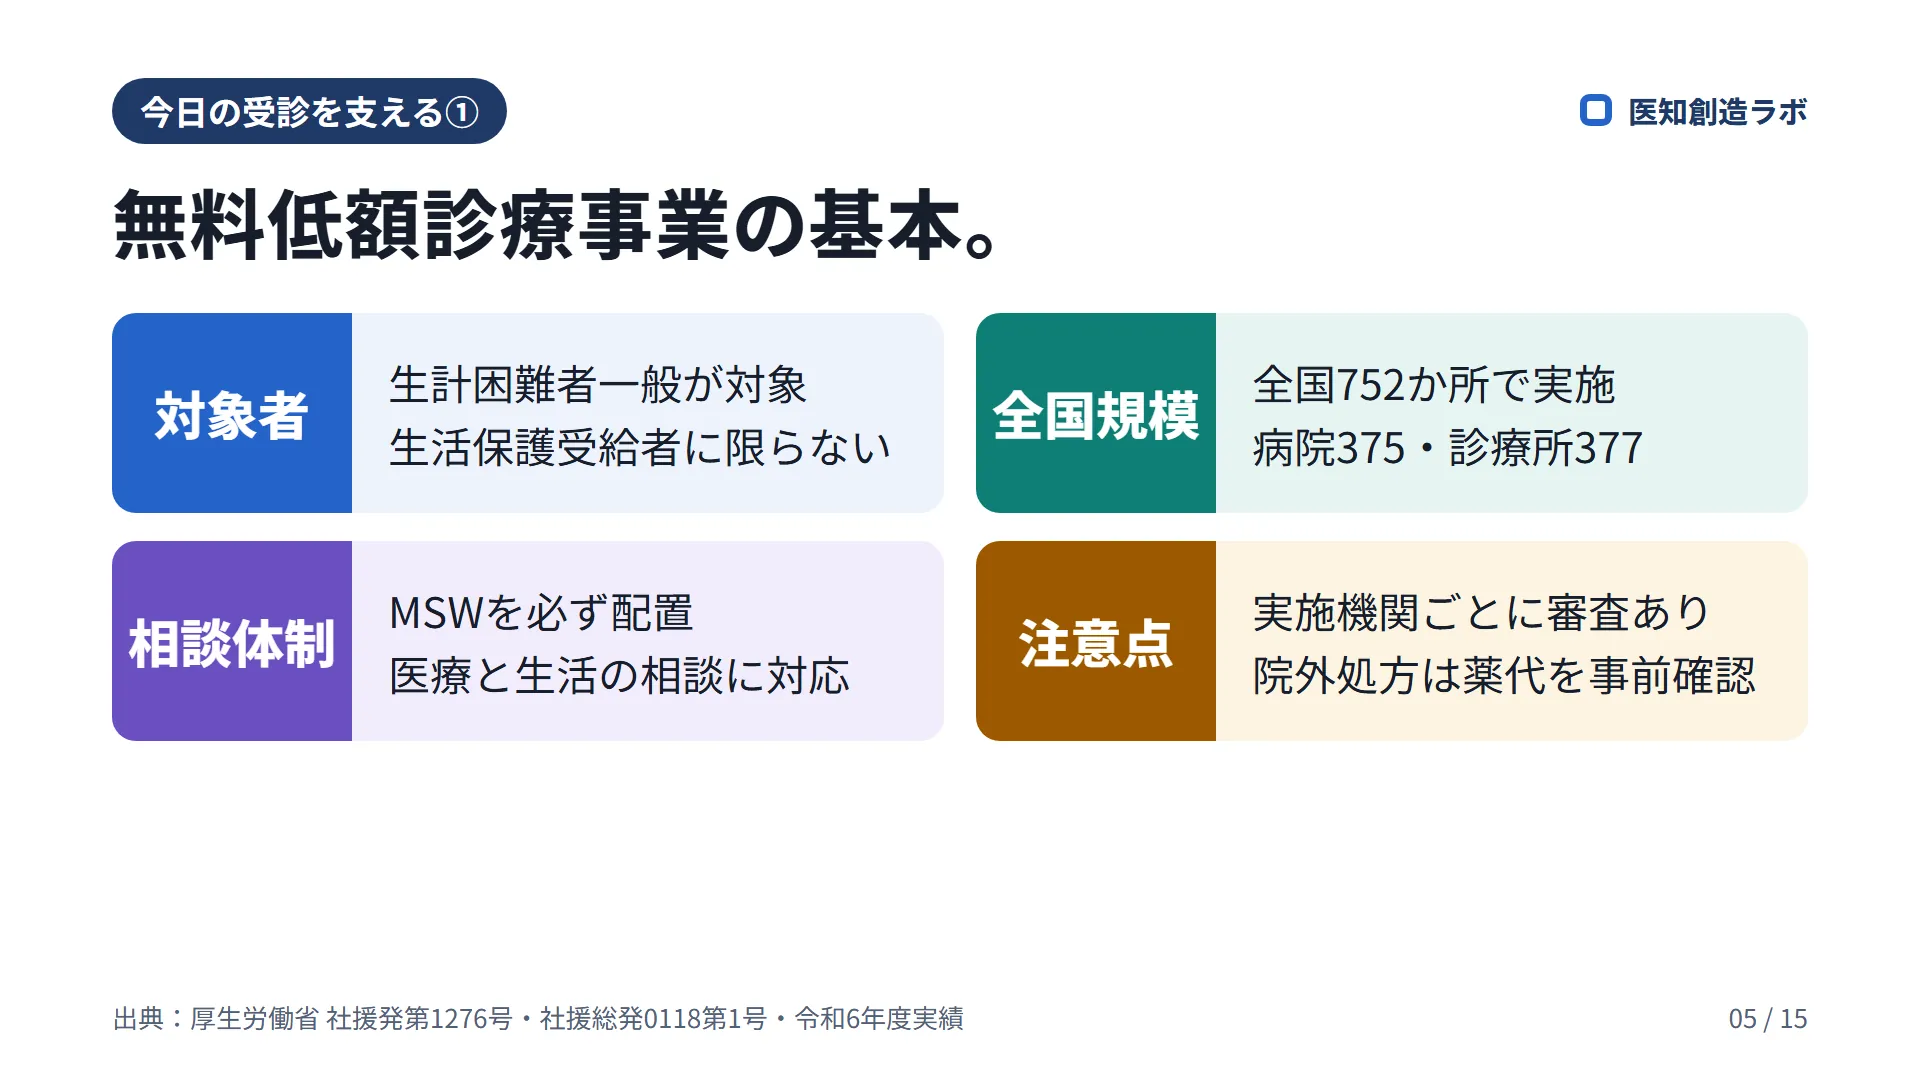 今日の受診を支える①
医知創造ラボ
無料低額診療事業の基本。
対象者
生計困難者一般が対象
生活保護受給者に限らない
全国規模
全国752か所で実施
病院375・診療所377
相談体制
MSWを必ず配置
医療と生活の相談に対応
注意点
実施機関ごとに審査あり
院外処方は薬代を事前確認
出典：厚生労働省 社援発第1276号・社援総発0118第1号・令和6年度実績
05 / 15